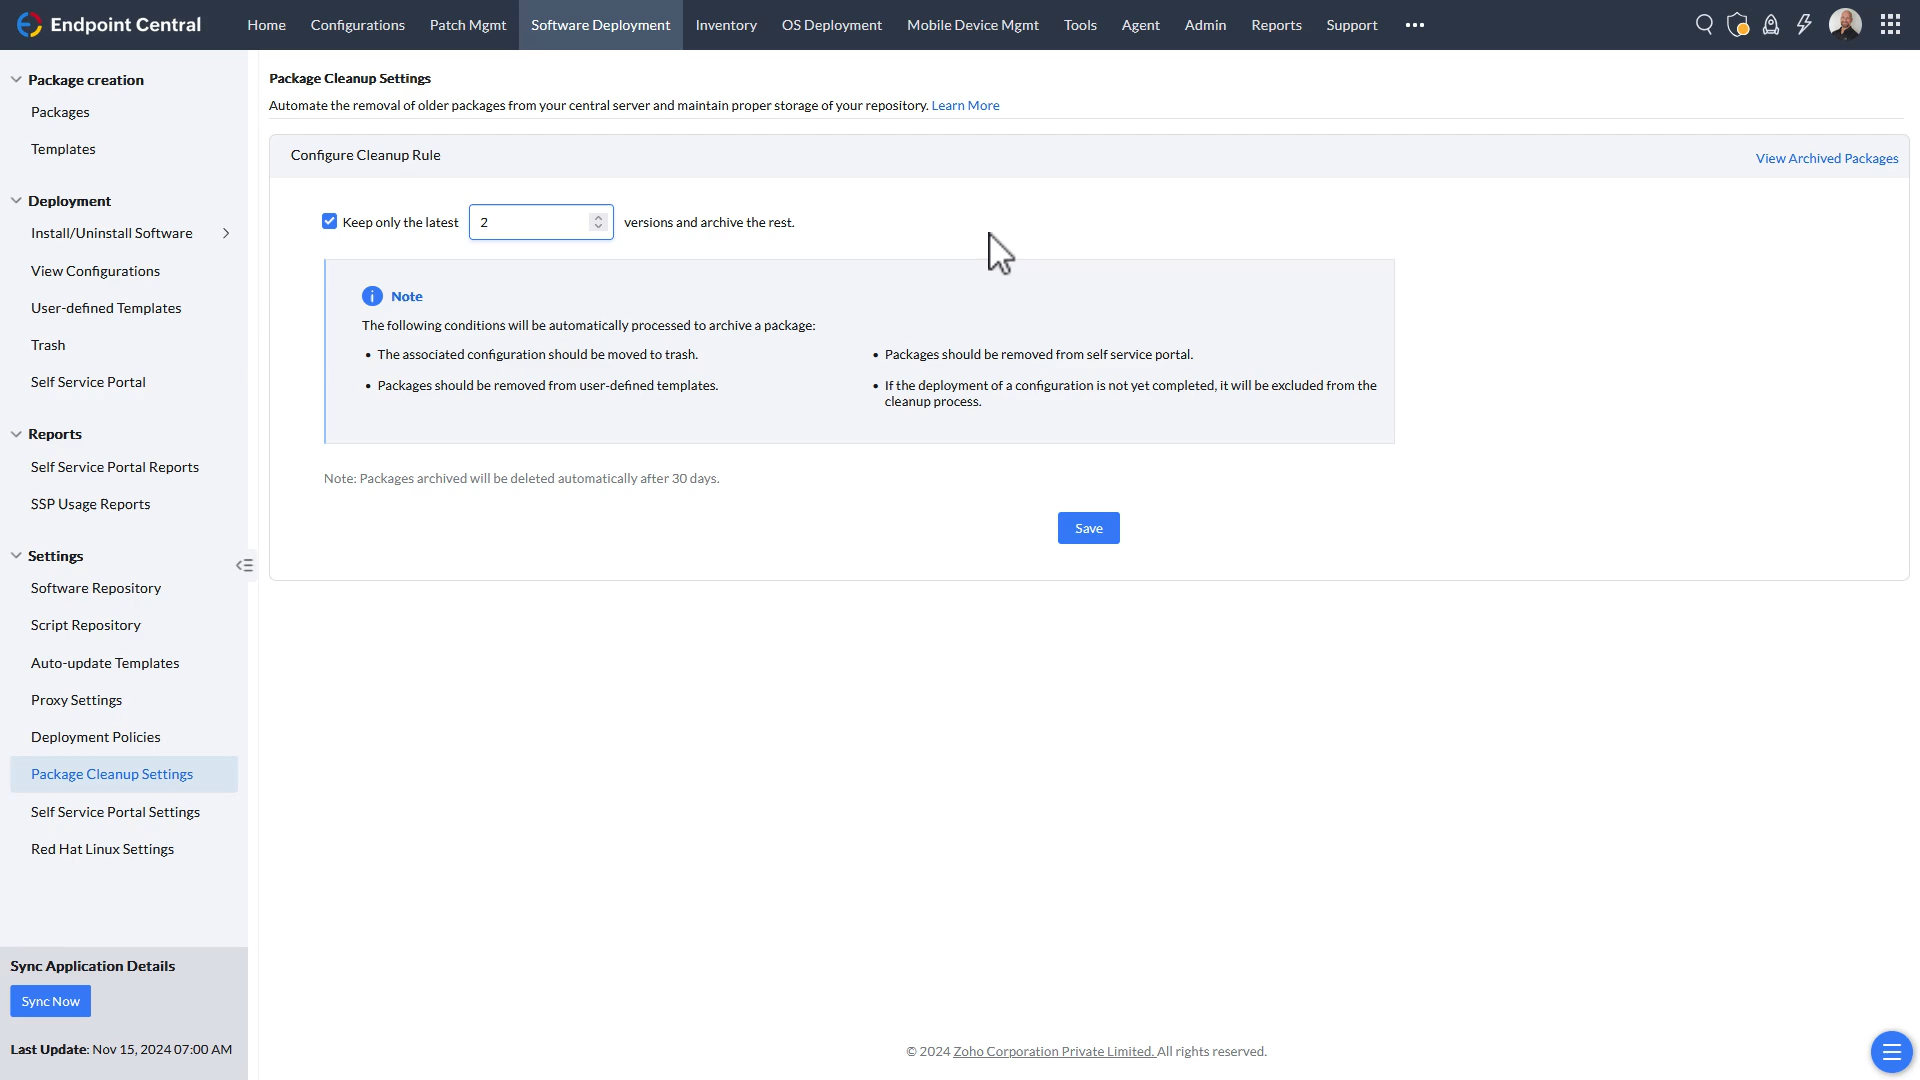 Endpoint Central
Home
Configurations
Patch Mgmt
Software Deployment
Inventory
OS Deployment
Mobile Device Mgmt
Tools
Agent
Admin
Reports
Support
Package creation
Packages
Templates
Deployment
Install/Uninstall Software
View Configurations
User-defined Templates
Trash
Self Service Portal
Reports
Self Service Portal Reports
SSP Usage Reports
Settings
Software Repository
Script Repository
Auto-update Templates
Proxy Settings
Deployment Policies
Package Cleanup Settings
Self Service Portal Settings
Red Hat Linux Settings
Sync Application Details
Sync Now
Last Update: Nov 15, 2024 07:00 AM
Package Cleanup Settings
Automate the removal of older packages from your central server and maintain proper storage of your repository. Learn More
Configure Cleanup Rule
View Archived Packages
Keep only the latest 2 versions and archive the rest.
Note
The following conditions will be automatically processed to archive a package:
• The associated configuration should be moved to trash.
• Packages should be removed from self service portal.
• Packages should be removed from user-defined templates.
• If the deployment of a configuration is not yet completed, it will be excluded from the
cleanup process.
Note: Packages archived will be deleted automatically after 30 days.
Save
© 2024 Zoho Corporation Private Limited. All rights reserved.